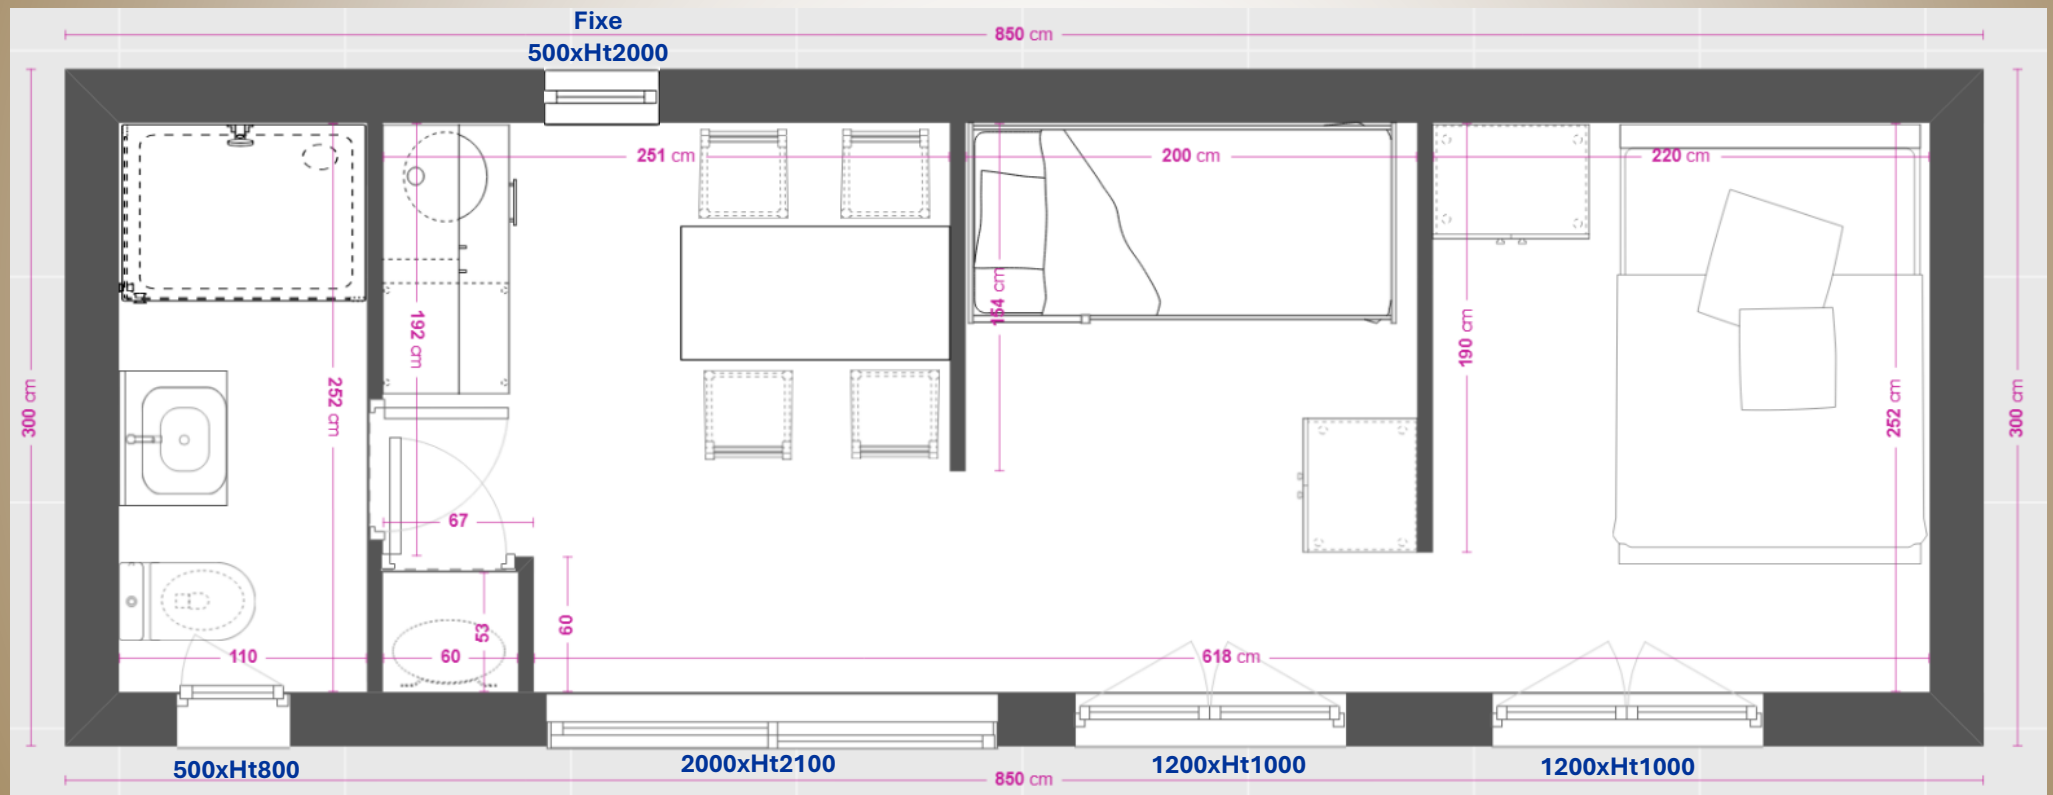 Fixe
500xHt2000
850 cm
251 cm
200 cm
220 cm
154 cm
192 cm
190 cm
252 cm
252 cm
300 cm
300 cm
67
60
53
110
60
618 cm
500xHt800
2000xHt2100
1200xHt1000
1200xHt1000
850 cm